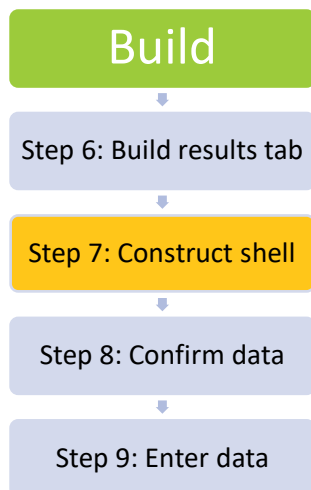 Build
Step 6: Build results tab
Step 7: Construct shell
Step 8: Confirm data
Step 9: Enter data